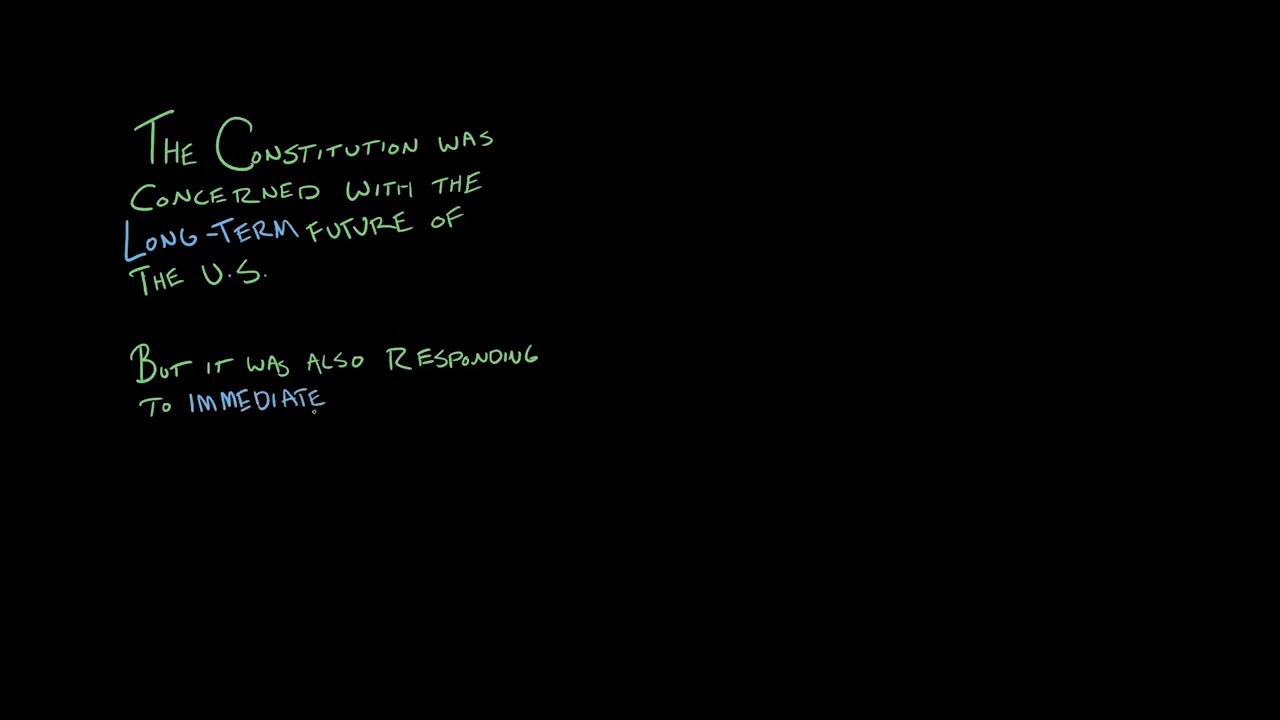 THE CONSTITUTION WAS
CONCERNED WITH THE
LONG-TERM FUTURE OF
THE U.S.
BUT IT WAS ALSO RESPONDING
TO IMMEDIATE